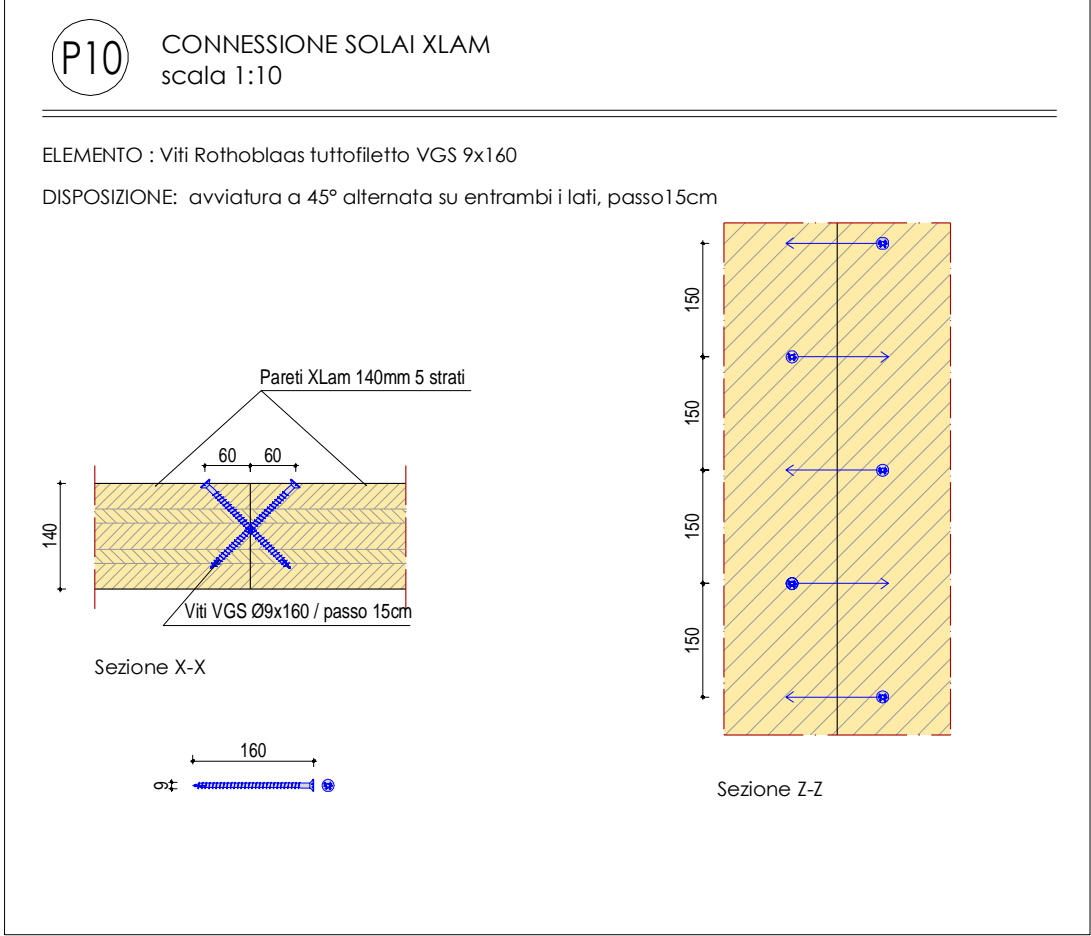 P10
CONNESSIONE SOLAI XLAM
scala 1:10
ELEMENTO : Viti Rothoblaas tuttofiletto VGS 9x160
DISPOSIZIONE: avviatura a 45° alternata su entrambi i lati, passo15cm
Pareti XLam 140mm 5 strati
60
60
140
Viti VGS Ø9x160 / passo 15cm
Sezione X-X
160
9
150
150
150
150
Sezione Z-Z